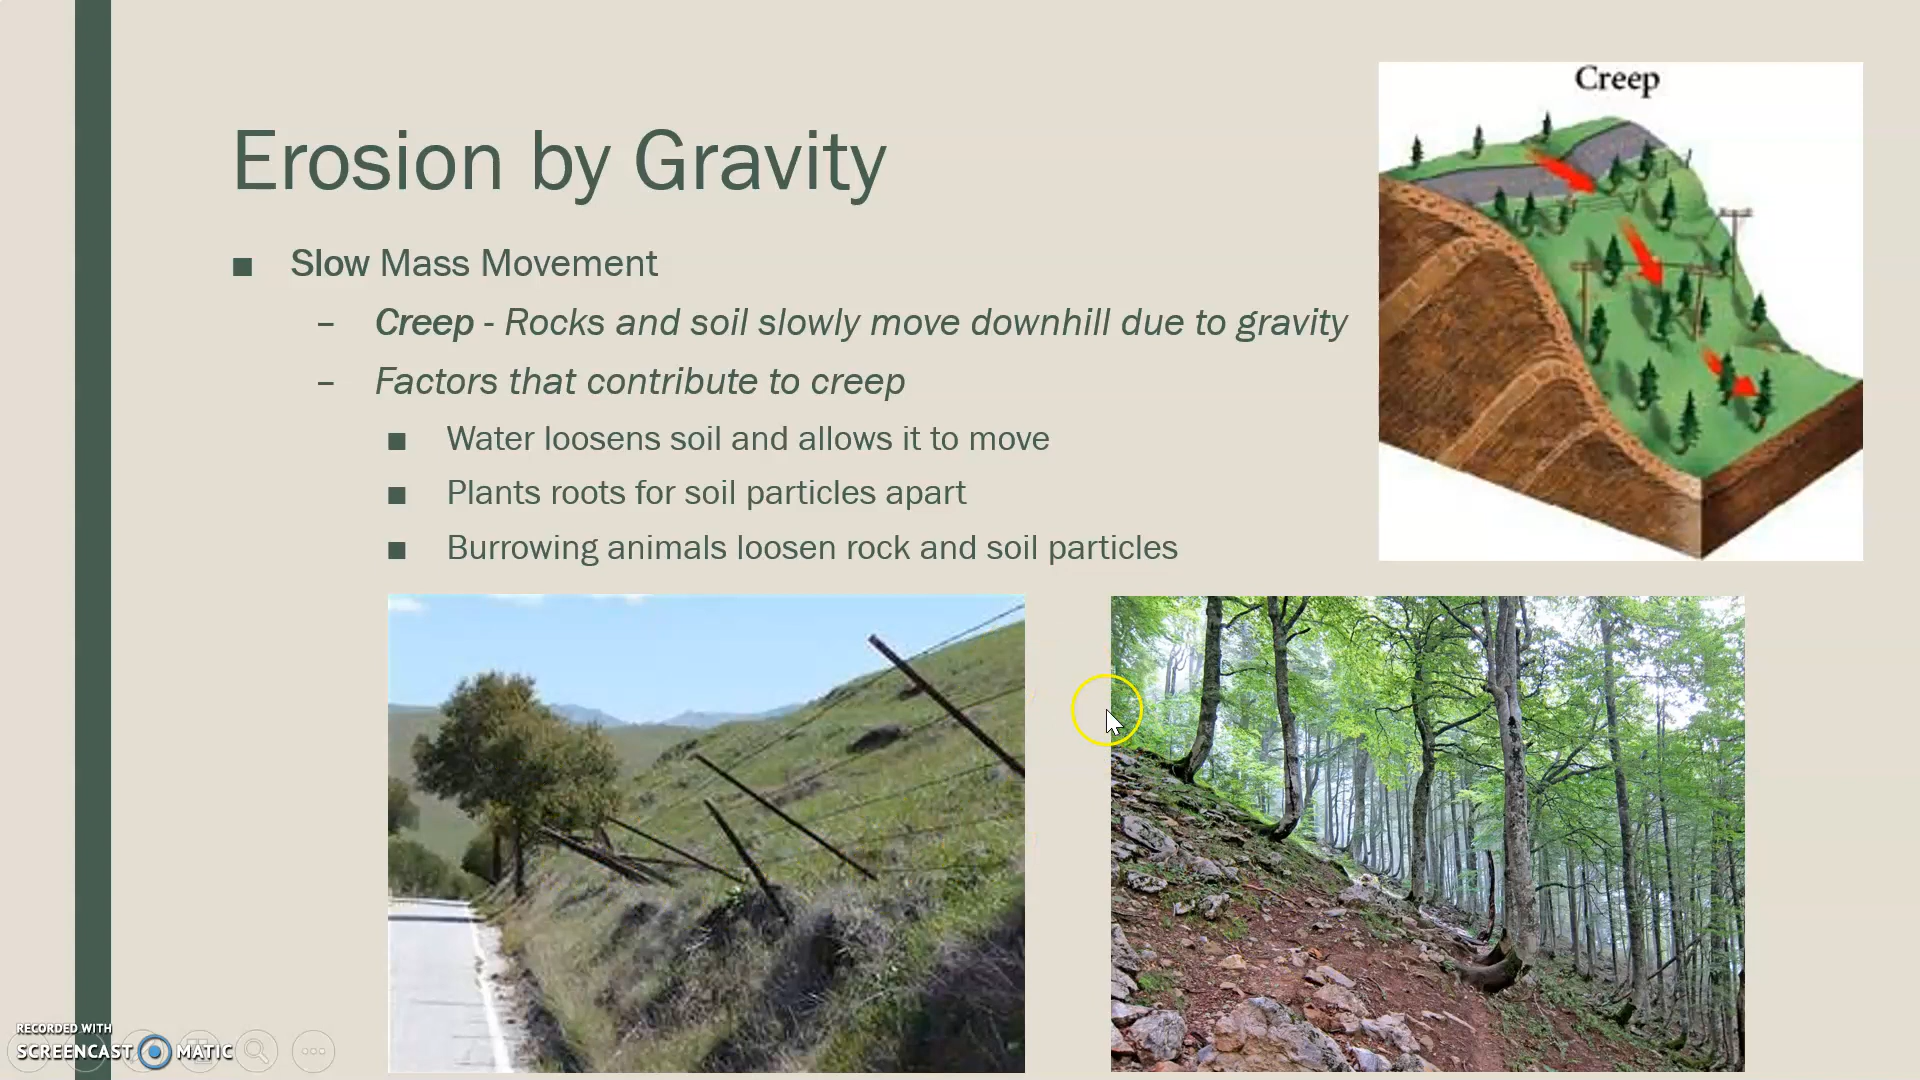 Creep
Erosion by Gravity
■ Slow Mass Movement
– Creep - Rocks and soil slowly move downhill due to gravity
– Factors that contribute to creep
■ Water loosens soil and allows it to move
■ Plants roots for soil particles apart
■ Burrowing animals loosen rock and soil particles
RECORDED WITH
SCREENCAST MATIC